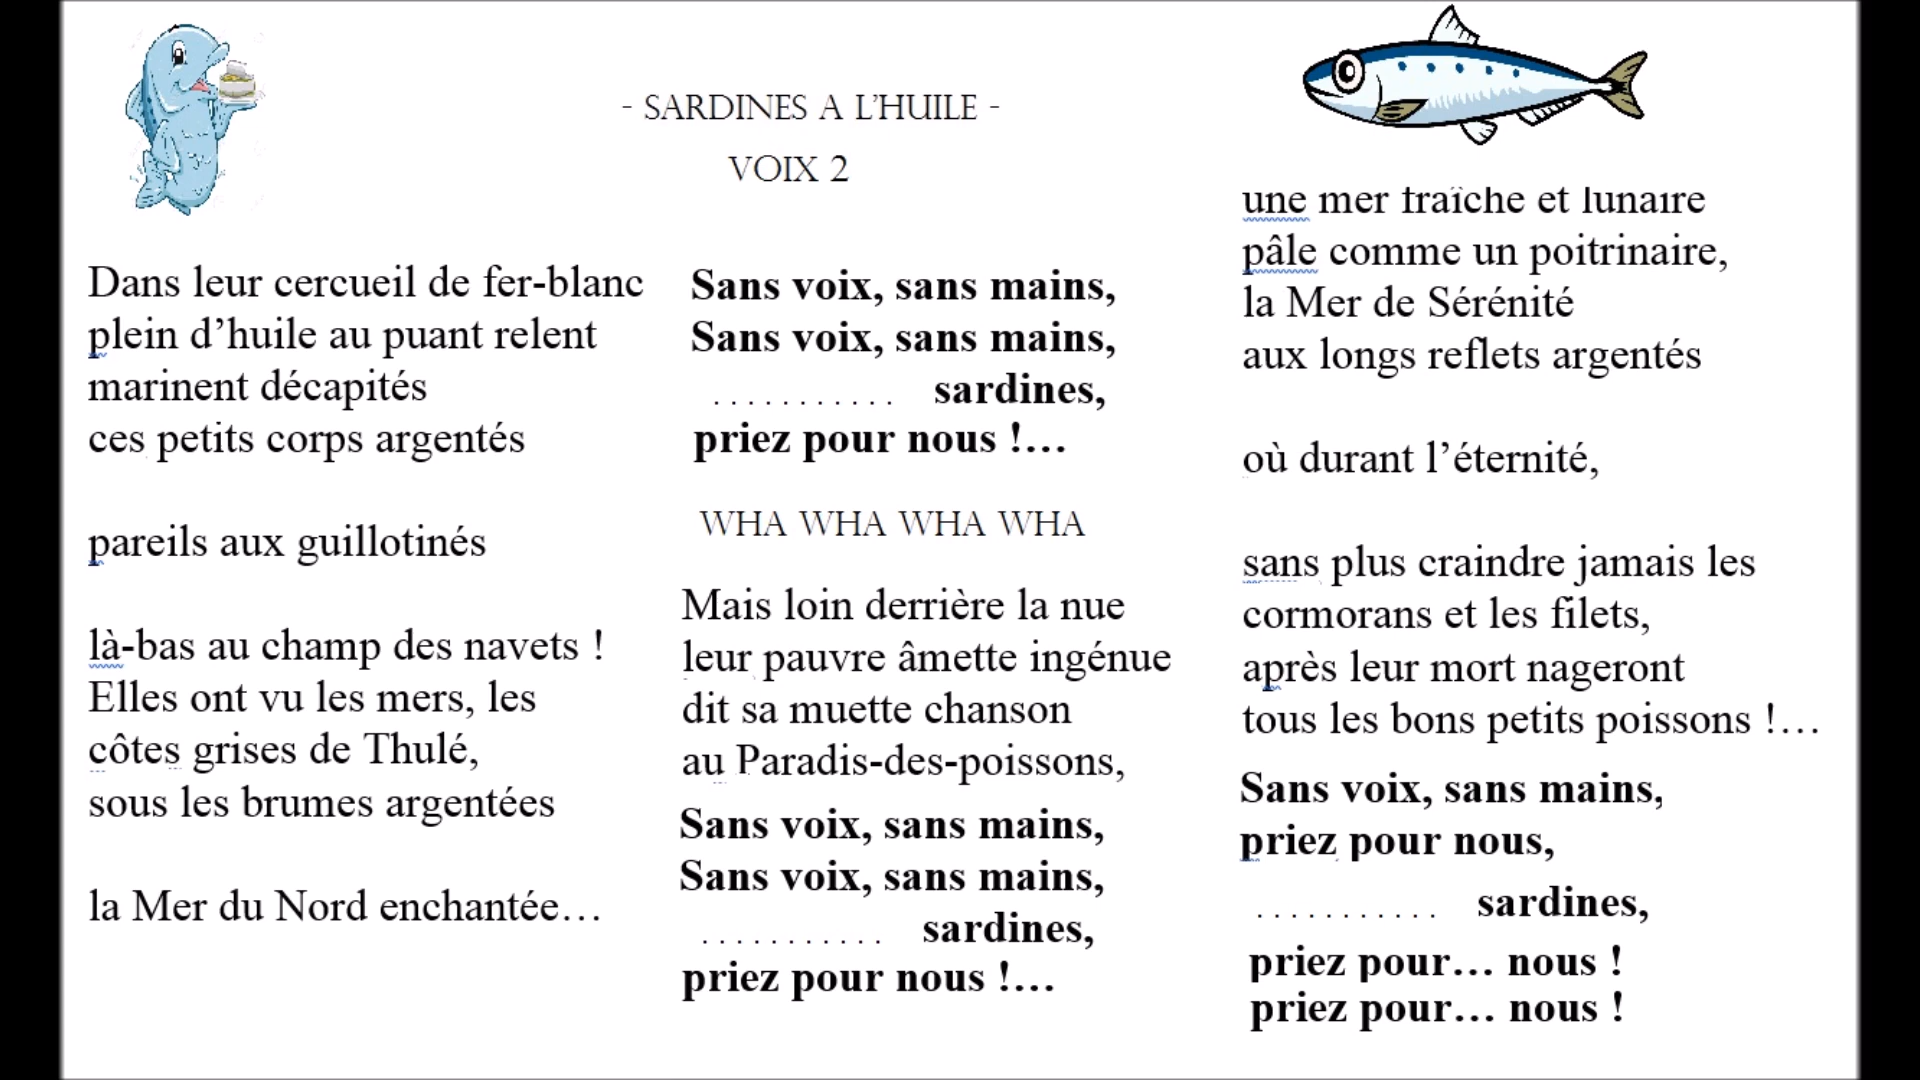 - SARDINES A L’HUILE -
VOIX 2
Dans leur cercueil de fer-blanc
plein d’huile au puant relent
marinent décapités
ces petits corps argentés
pareils aux guillotinés
là-bas au champ des navets !
Elles ont vu les mers, les
côtes grises de Thulé,
sous les brumes argentées
la Mer du Nord enchantée…
Sans voix, sans mains,
Sans voix, sans mains,
........... sardines,
priez pour nous !…
WHA WHA WHA WHA
Mais loin derrière la nue
leur pauvre âmette ingénue
dit sa muette chanson
au Paradis-des-poissons,
Sans voix, sans mains,
Sans voix, sans mains,
........... sardines,
priez pour nous !…
une mer fraîche et lunaire
pâle comme un poitrinaire,
la Mer de Sérénité
aux longs reflets argentés
où durant l’éternité,
sans plus craindre jamais les
cormorans et les filets,
après leur mort nageront
tous les bons petits poissons !…
Sans voix, sans mains,
priez pour nous,
........... sardines,
priez pour… nous !
priez pour… nous !